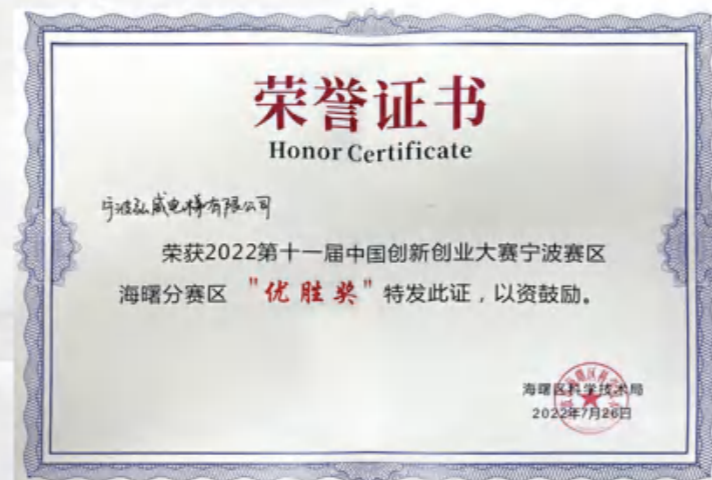 荣誉证书
Honor Certificate
宁波弘威电梯有限公司
荣获2022第十一届中国创新创业大赛宁波赛区
海曙分赛区 "优胜奖" 特发此证，以资鼓励。
海曙区科学技术局
2022年7月26日